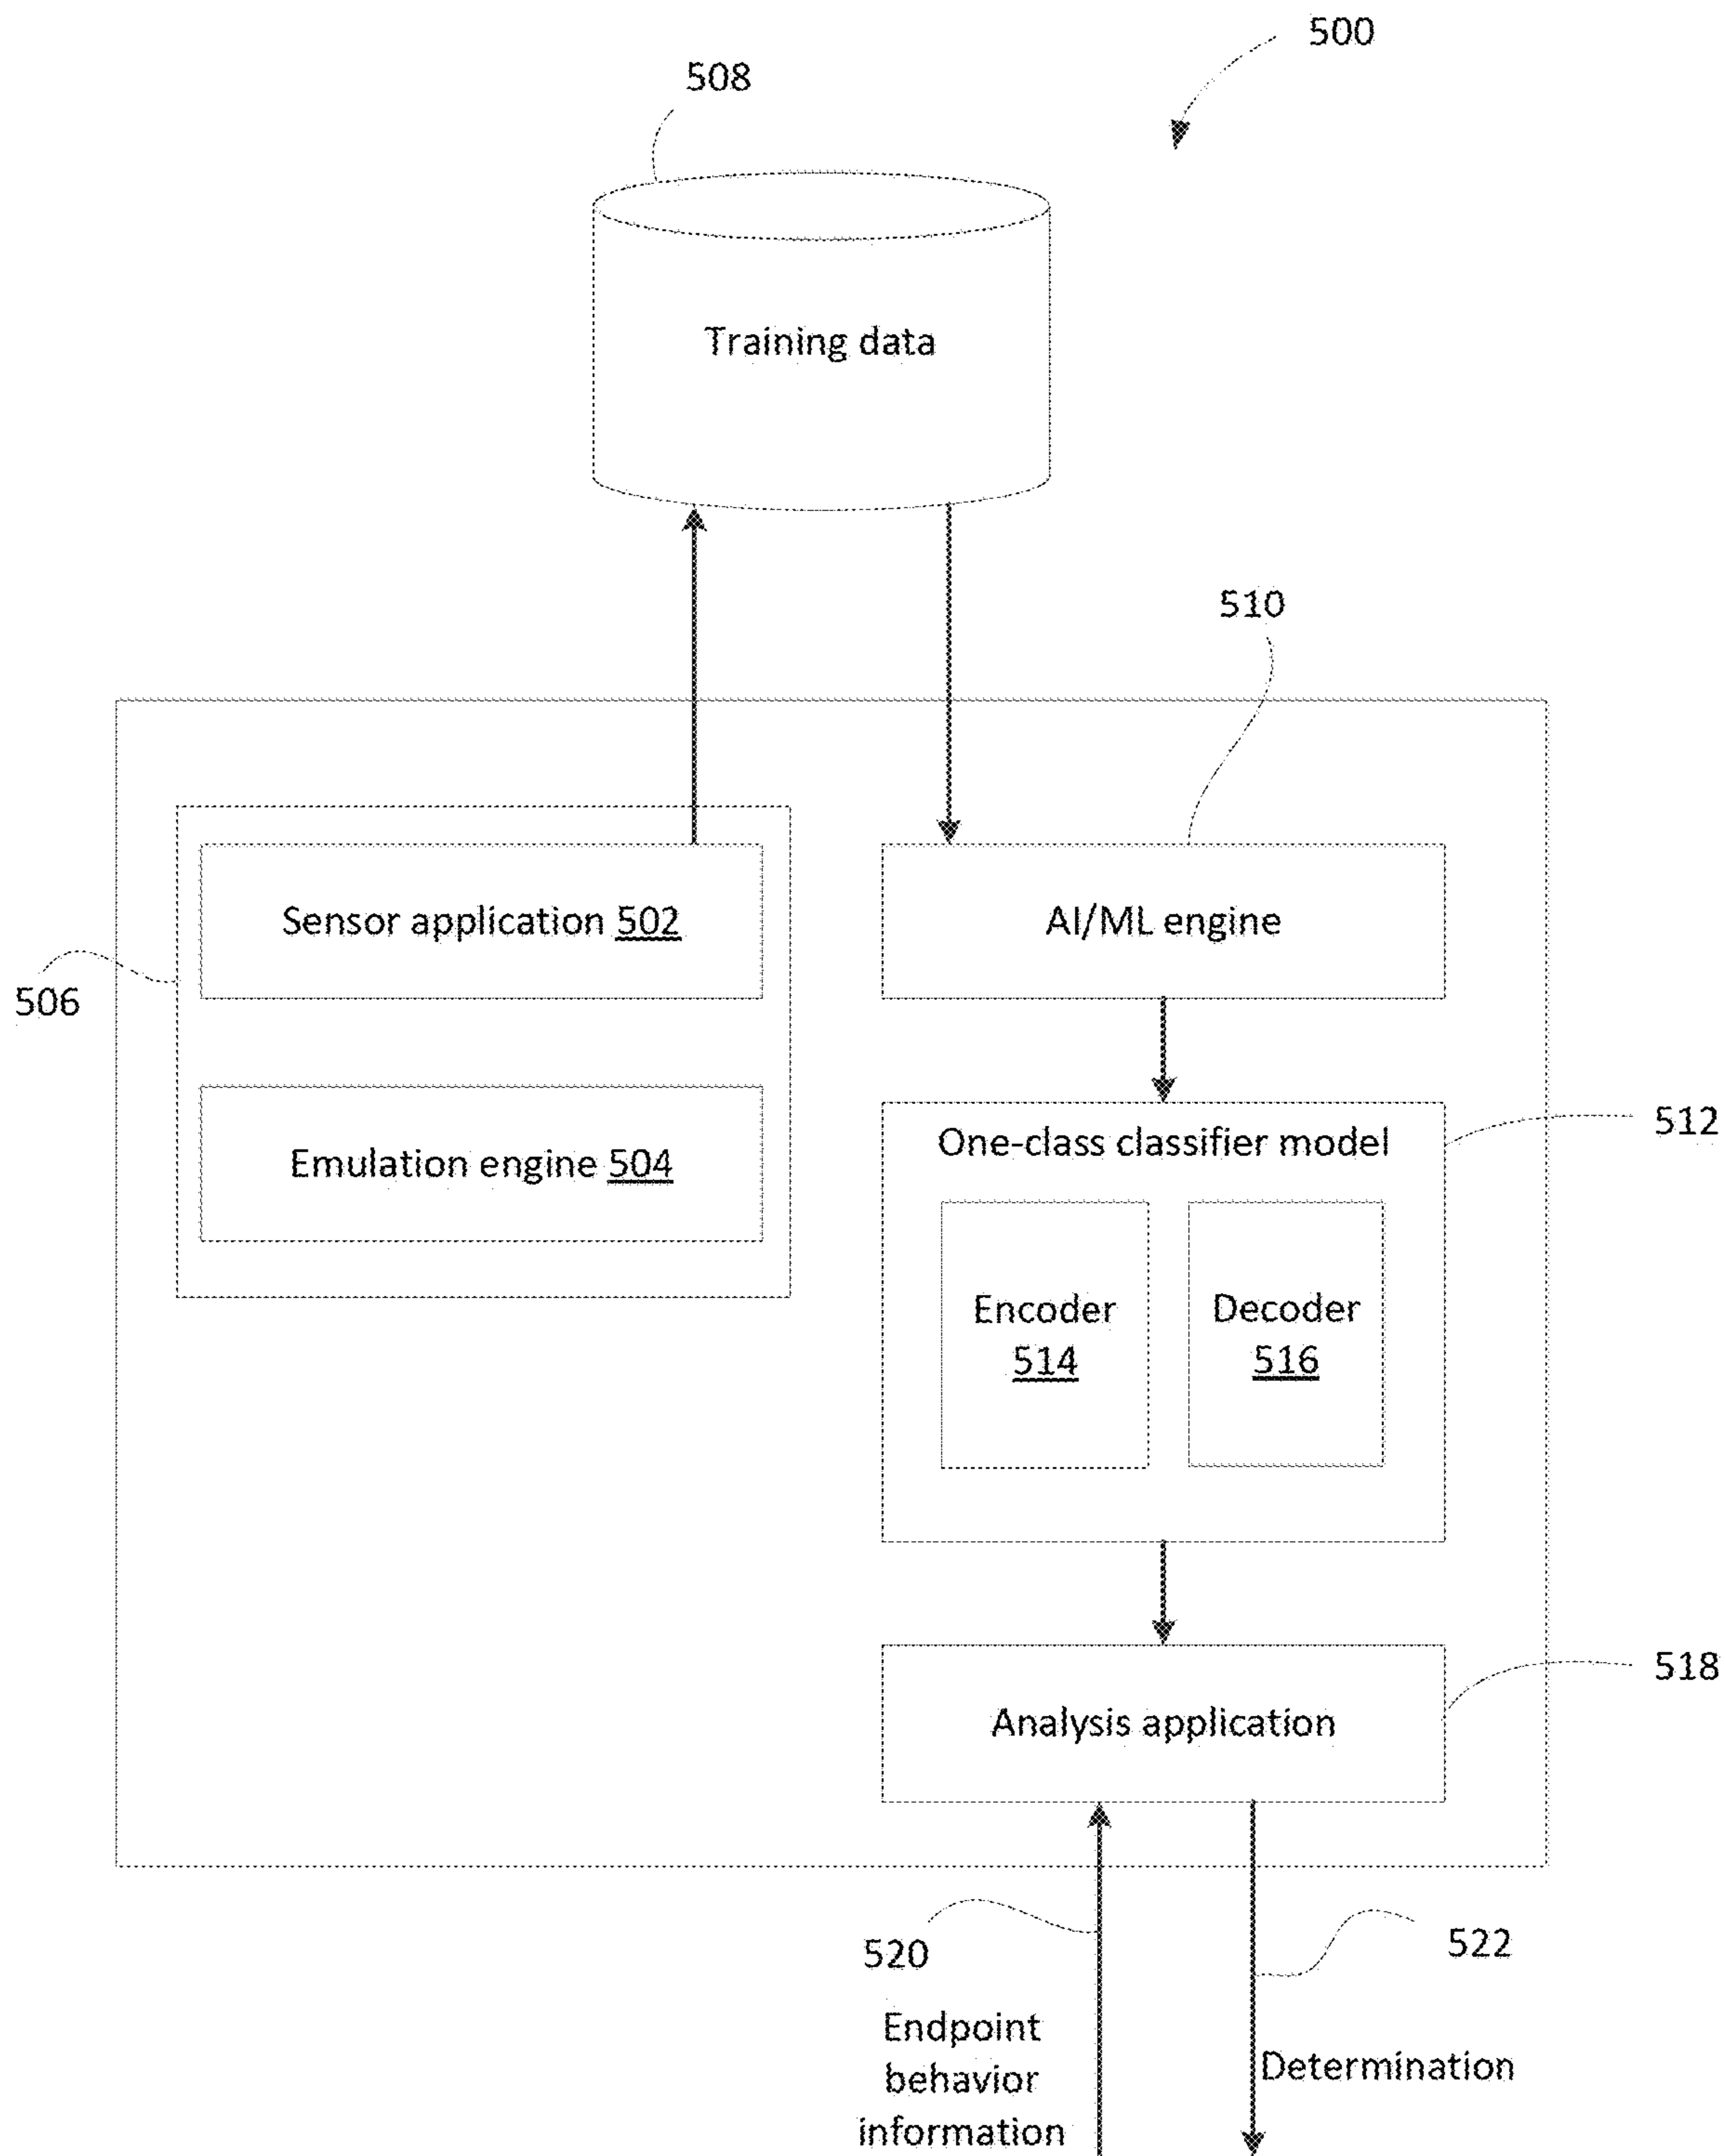 500
508
Training data
510
Sensor application 502
AI/ML engine
506
One-class classifier model
512
Emulation engine 504
Encoder
514
Decoder
516
518
Analysis application
520
522
Endpoint
behavior
information
Determination